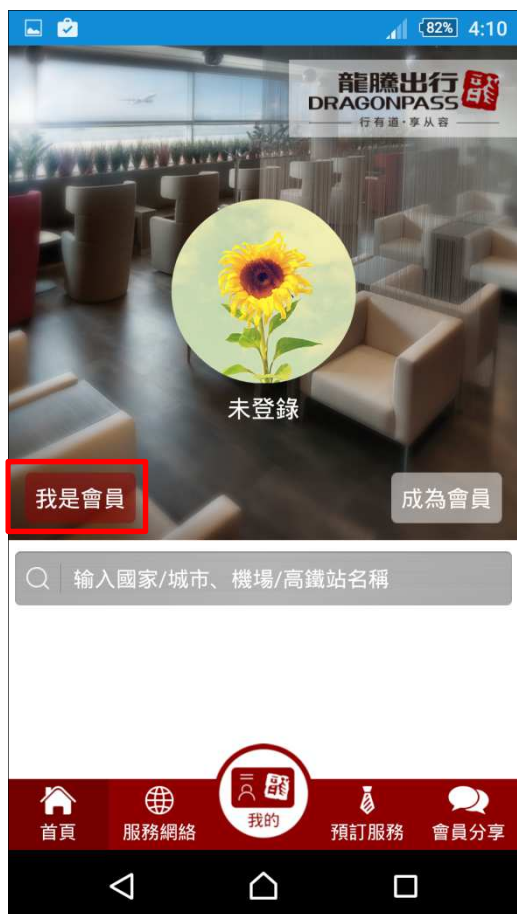 82% 4:10
龍騰出行 龍
DRAGONPASS
行有道·享从容
未登錄
我是會員
成為會員
输入國家/城市、機場/高鐵站名稱
首頁
服務網絡
我的
預訂服務
會員分享